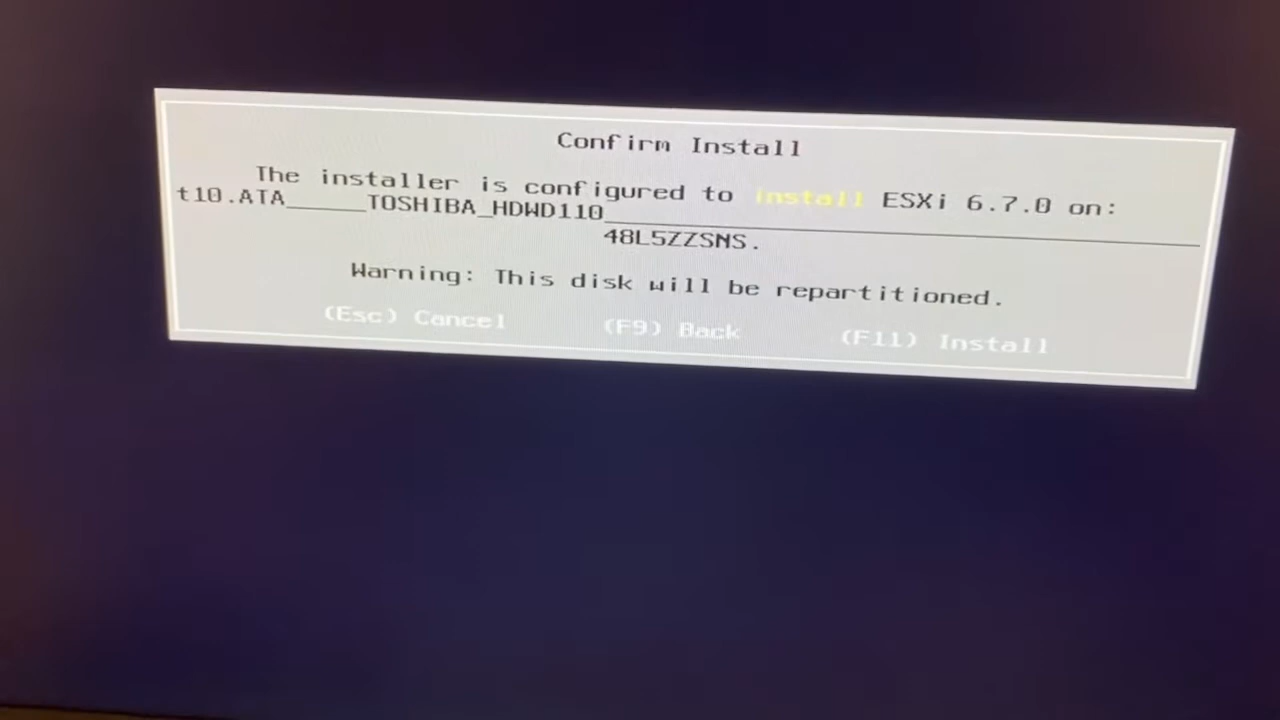 Confirm Install
The installer is configured to install ESXi 6.7.0 on:
t10.ATA_____TOSHIBA_HDWD110______________________________________
48L5ZZSNS.
Warning: This disk will be repartitioned.
(Esc) Cancel (F9) Back (F11) Install